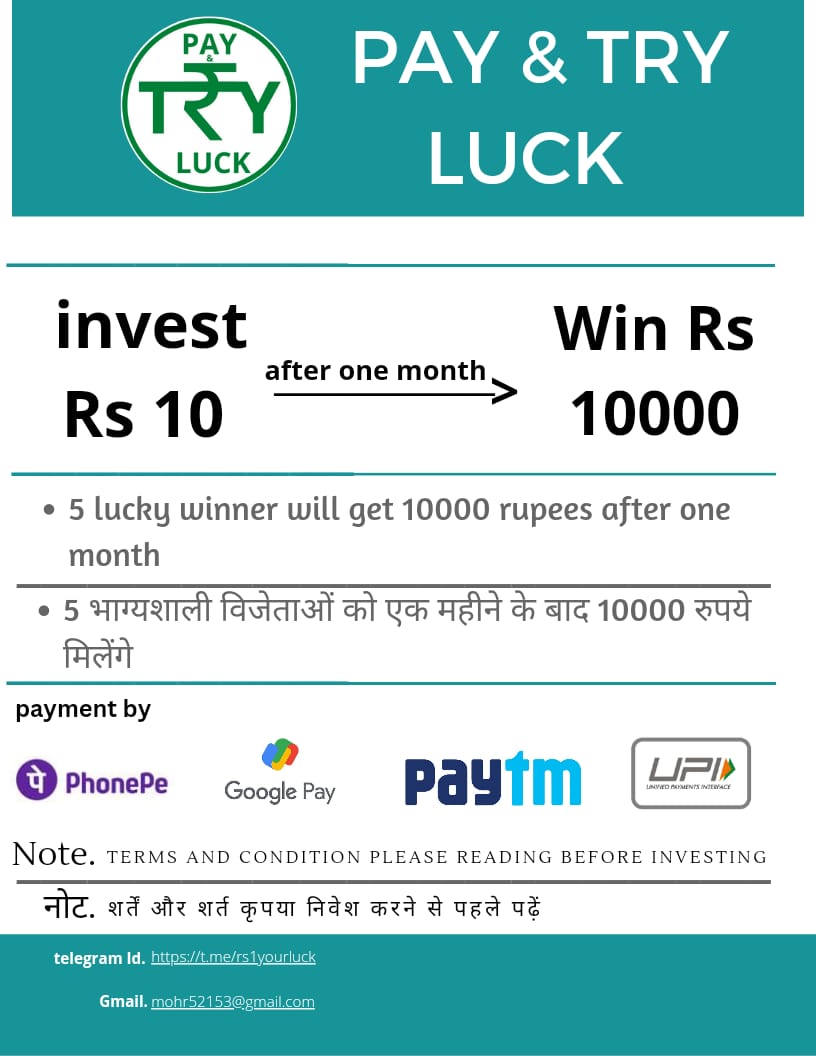 PAY
&
TRY
LUCK
PAY & TRY
LUCK
invest
Rs 10
after one month
>
Win Rs
10000
• 5 lucky winner will get 10000 rupees after one
month
• 5 भाग्यशाली विजेताओं को एक महीने के बाद 10000 रुपये
मिलेंगे
payment by
पे PhonePe
Google Pay
paytm
UPI
UNIFIED PAYMENTS INTERFACE
Note. TERMS AND CONDITION PLEASE READING BEFORE INVESTING
नोट. शर्तें और शर्त कृपया निवेश करने से पहले पढ़ें
telegram Id. https://t.me/rs1yourluck
Gmail. mohr52153@gmail.com